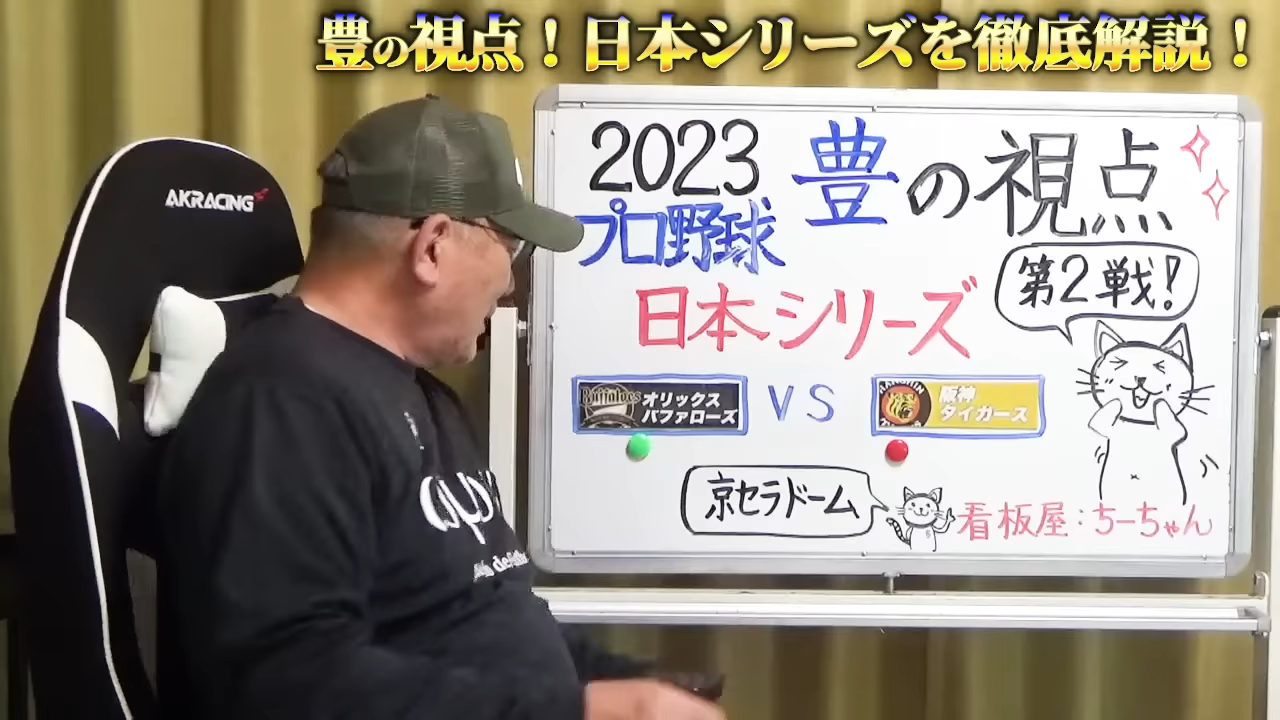 豊の視点！日本シリーズを徹底解説！
2023 豊の視点
プロ野球
第2戦!
日本シリーズ
AKRACING
Buffaloes オリックス バファローズ
VS
阪神 タイガース
京セラドーム
看板屋：ちーちゃん